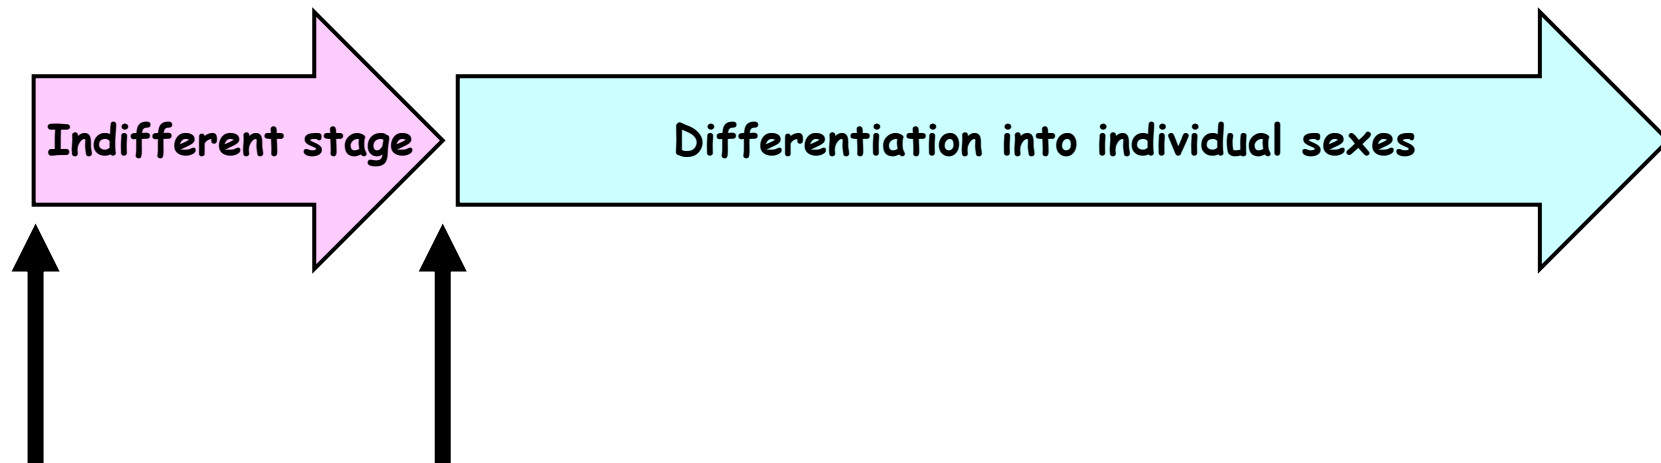 Indifferent stage
Differentiation into individual sexes